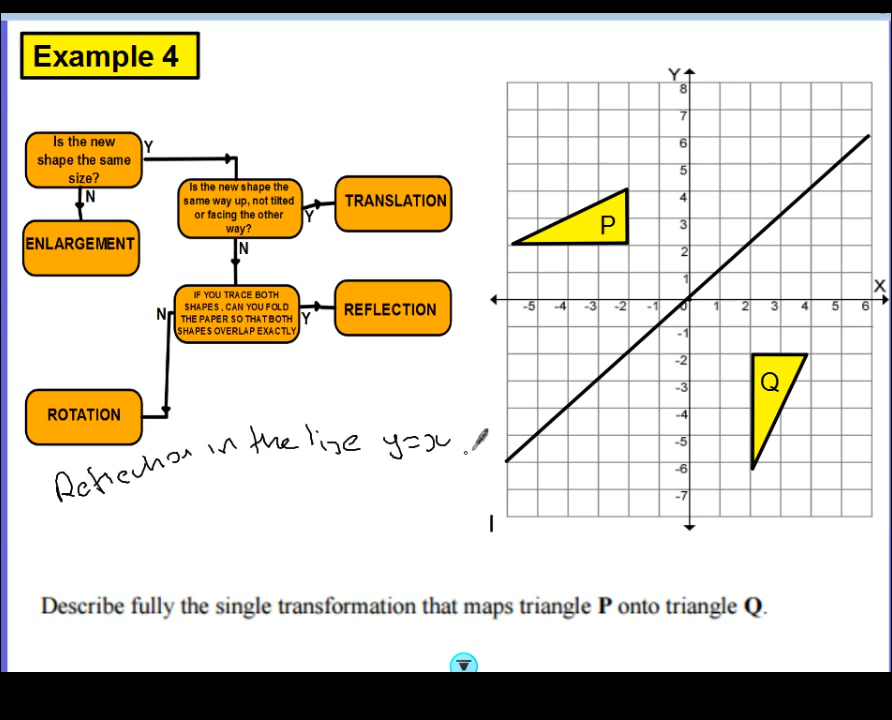 Example 4
Is the new
shape the same
size?
Y
N
ENLARGEMENT
Is the new shape the
same way up, not tilted
or facing the other
way?
Y
TRANSLATION
N
IF YOU TRACE BOTH
SHAPES , CAN YOU FOLD
THE PAPER SO THAT BOTH
SHAPES OVERLAP EXACTLY
Y
REFLECTION
N
ROTATION
Reflection in the line y=x .
Y
8
7
6
5
4
3
2
1
X
-5 -4 -3 -2 -1 0 1 2 3 4 5 6
-1
-2
-3
-4
-5
-6
-7
P
Q
Describe fully the single transformation that maps triangle P onto triangle Q.